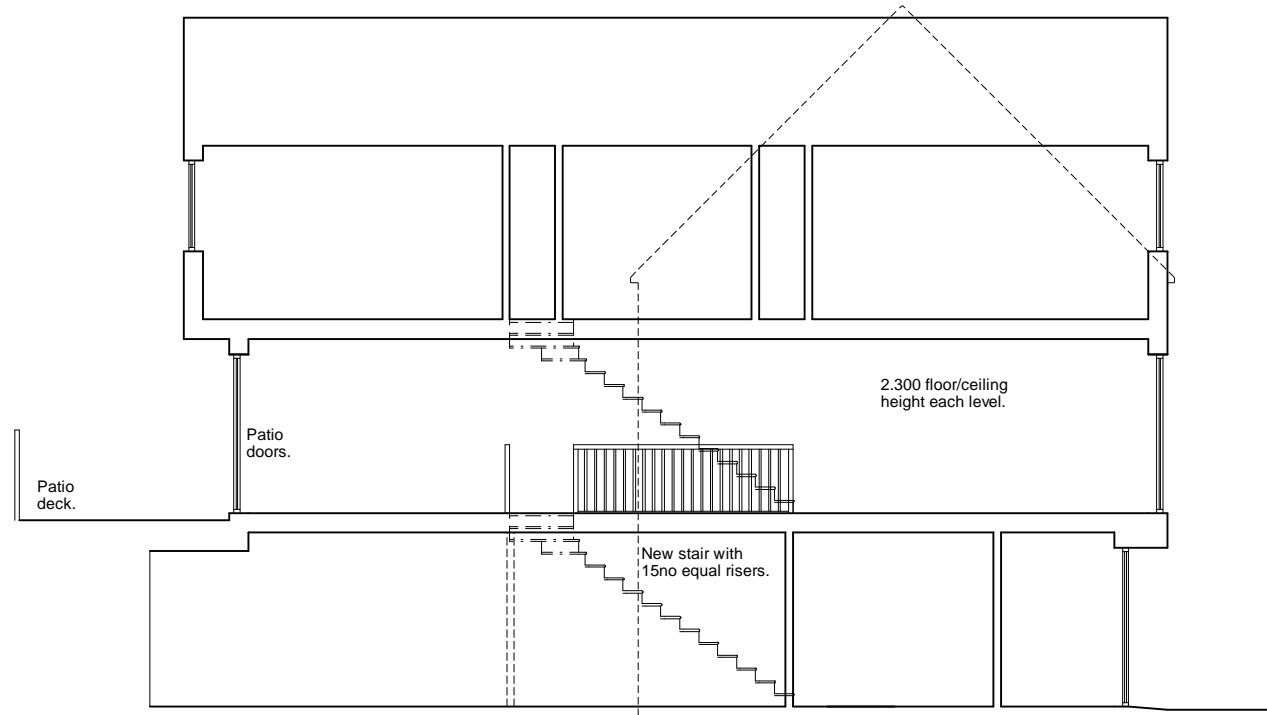 2.300 floor/ceiling
height each level.
Patio
doors.
Patio
deck.
New stair with
15no equal risers.